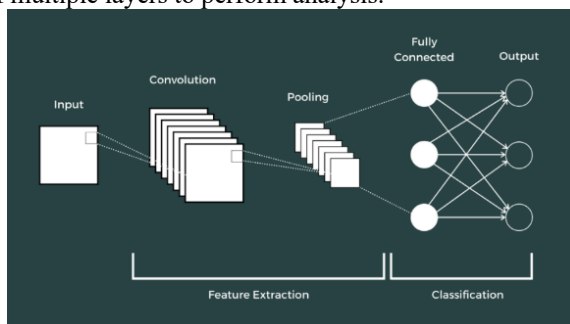 multiple layers to perform analysis.
Fully
Connected
Output
Convolution
Pooling
Input
Feature Extraction
Classification